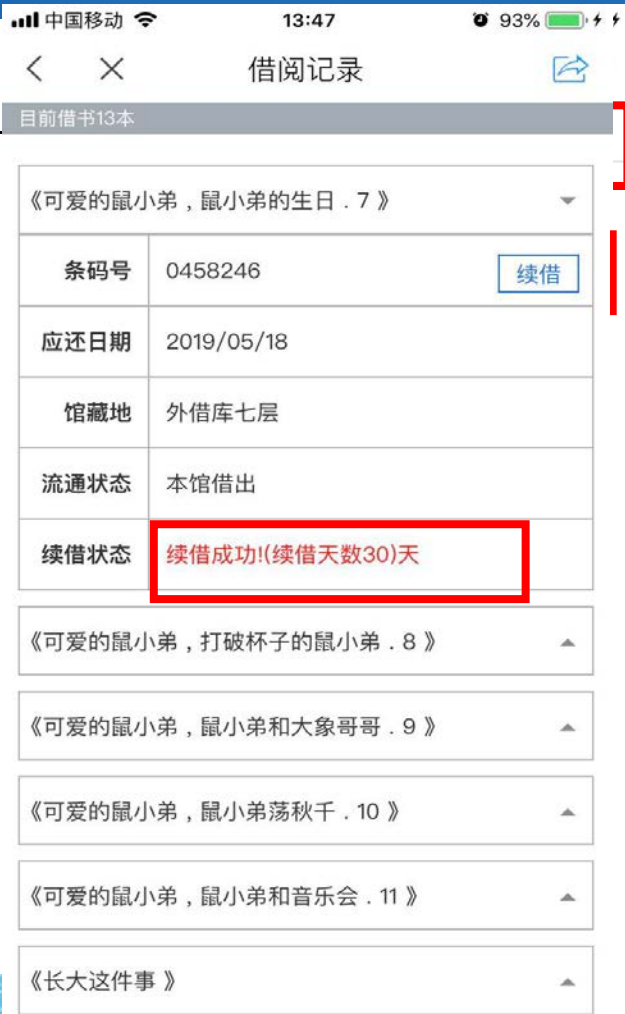 中国移动 13:47 93%
借阅记录
目前借书13本
《可爱的鼠小弟，鼠小弟的生日．7 》
条码号 0458246 续借
应还日期 2019/05/18
馆藏地 外借库七层
流通状态 本馆借出
续借状态 续借成功!(续借天数30)天
《可爱的鼠小弟，打破杯子的鼠小弟．8 》
《可爱的鼠小弟，鼠小弟和大象哥哥．9 》
《可爱的鼠小弟，鼠小弟荡秋千．10 》
《可爱的鼠小弟，鼠小弟和音乐会．11 》
《长大这件事 》